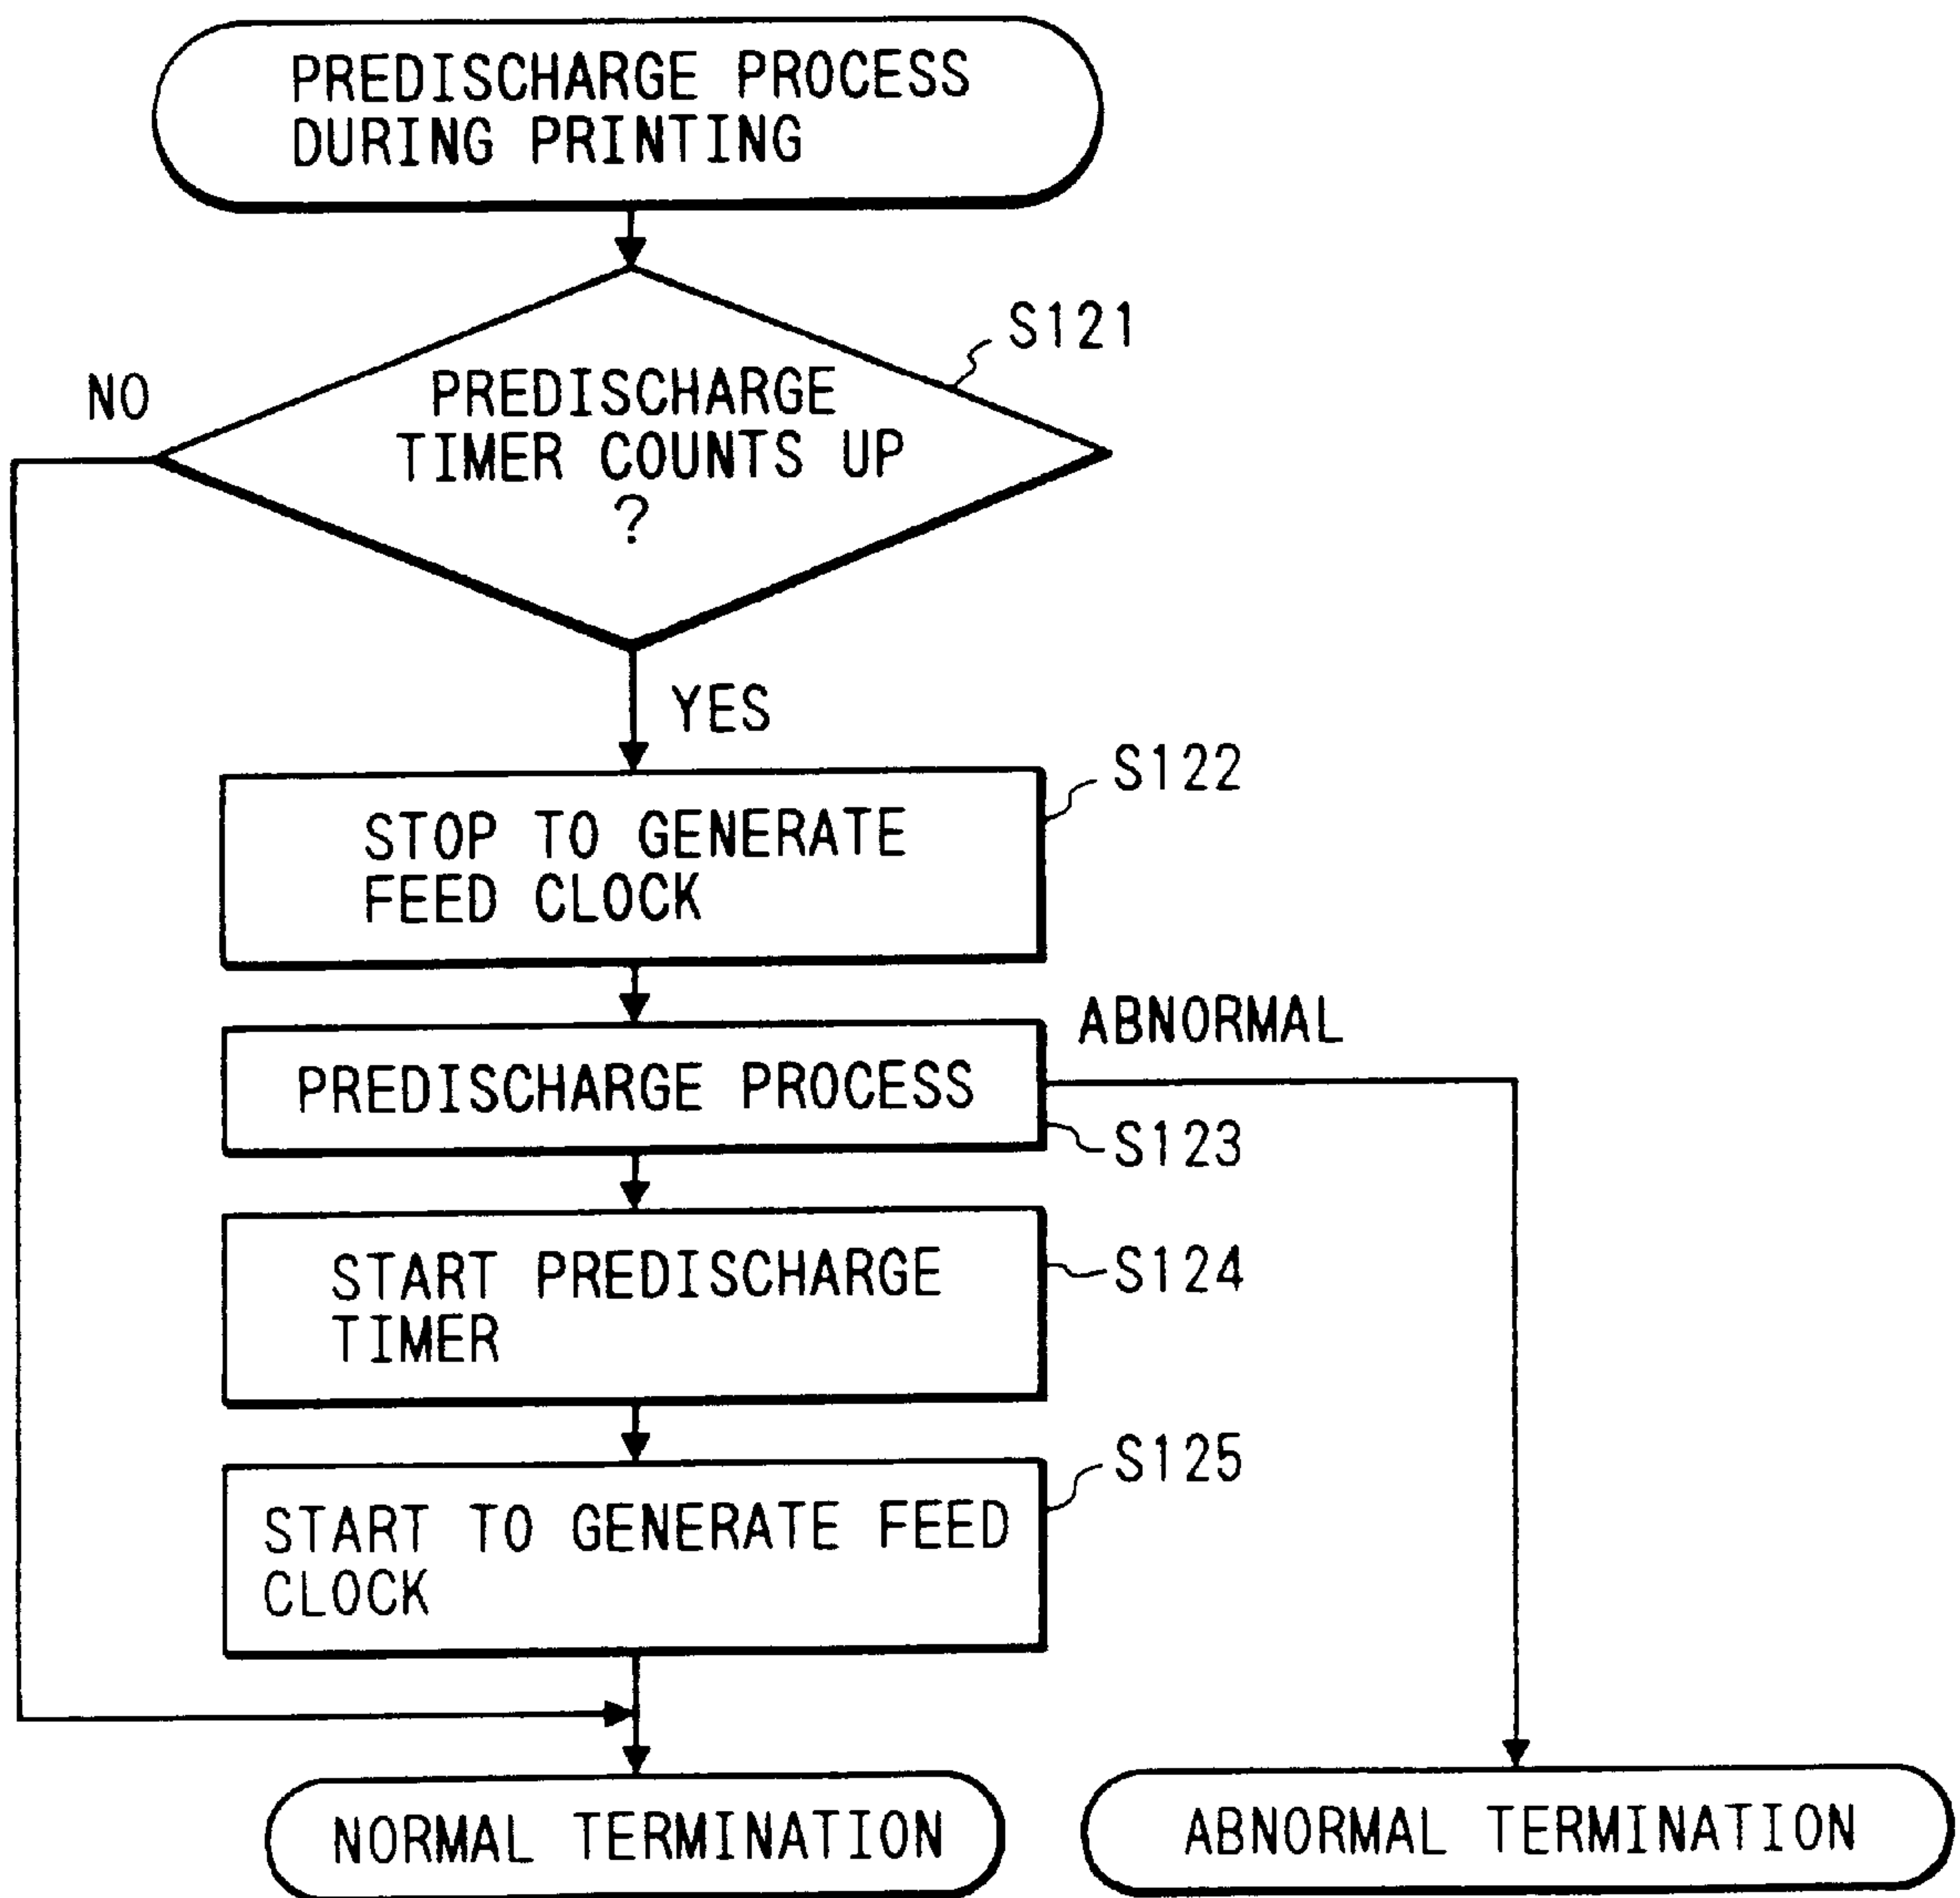 PREDISCHARGE PROCESS
DURING PRINTING
S121
NO
PREDISCHARGE
TIMER COUNTS UP
?
YES
S122
STOP TO GENERATE
FEED CLOCK
ABNORMAL
PREDISCHARGE PROCESS
S123
START PREDISCHARGE
TIMER
S124
S125
START TO GENERATE FEED
CLOCK
NORMAL TERMINATION
ABNORMAL TERMINATION